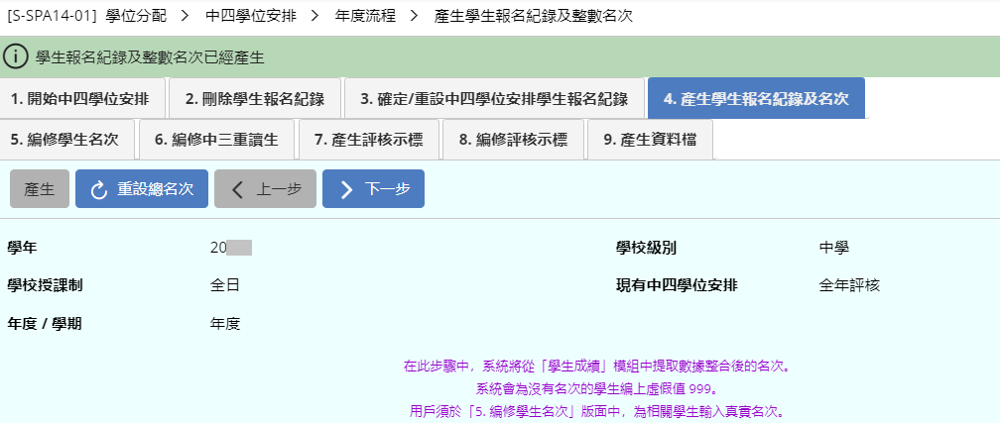 [S-SPA14-01] 學位分配 > 中四學位安排 > 年度流程 > 產生學生報名紀錄及整數名次
學生報名紀錄及整數名次已經產生
1. 開始中四學位安排 2. 刪除學生報名紀錄 3. 確定/重設中四學位安排學生報名紀錄 4. 產生學生報名紀錄及名次
5. 編修學生名次 6. 編修中三重讀生 7. 產生評核示標 8. 編修評核示標 9. 產生資料檔
產生 重設總名次 上一步 下一步
學年 20 學校級別 中學
學校授課制 全日 現有中四學位安排 全年評核
年度 / 學期 年度
在此步驟中，系統將從「學生成績」模組中提取數據整合後的名次。
系統會為沒有名次的學生編上虛假值 999。
用戶須於「5. 編修學生名次」版面中，為相關學生輸入真實名次。